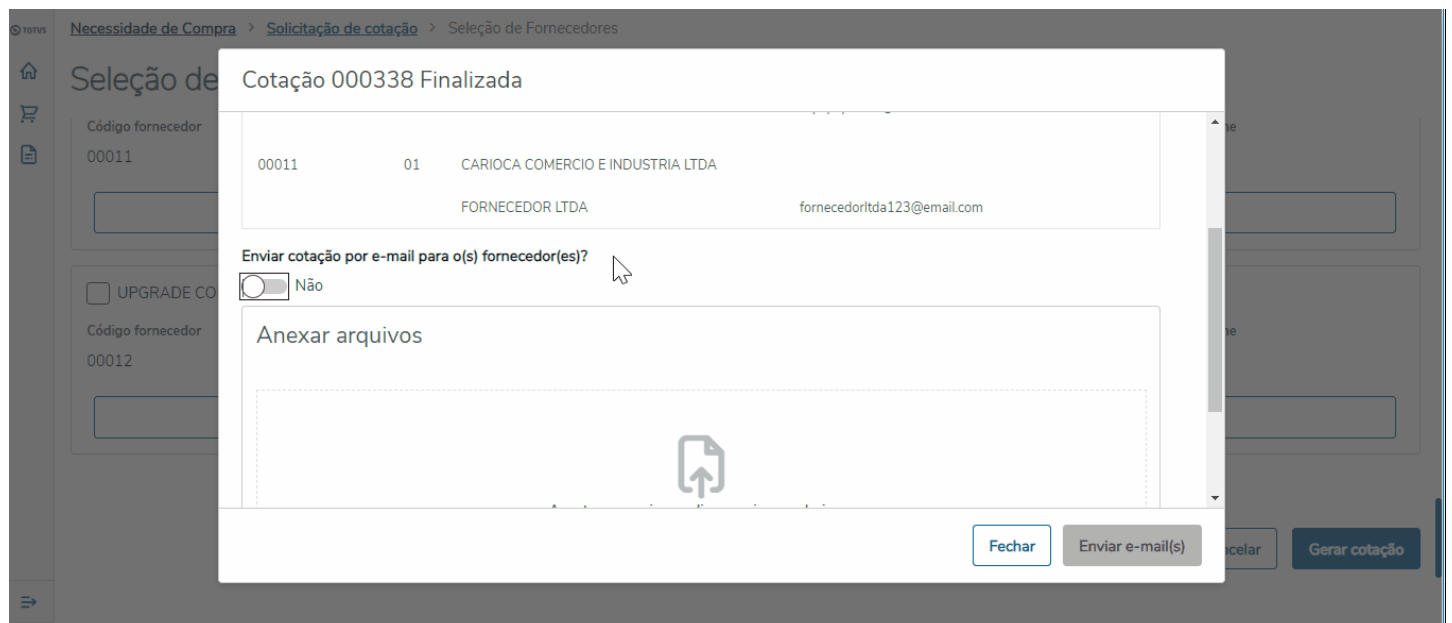 TOTVS
Necessidade de Compra > Solicitação de cotação > Seleção de Fornecedores
Seleção de
Cotação 000338 Finalizada
Código fornecedor
00011
00011 01 CARIOCA COMERCIO E INDUSTRIA LTDA
FORNECEDOR LTDA fornecedorltda123@email.com
Enviar cotação por e-mail para o(s) fornecedor(es)?
Não
UPGRADE CO
Anexar arquivos
Código fornecedor
00012
Fechar
Enviar e-mail(s)
ncelar
Gerar cotação